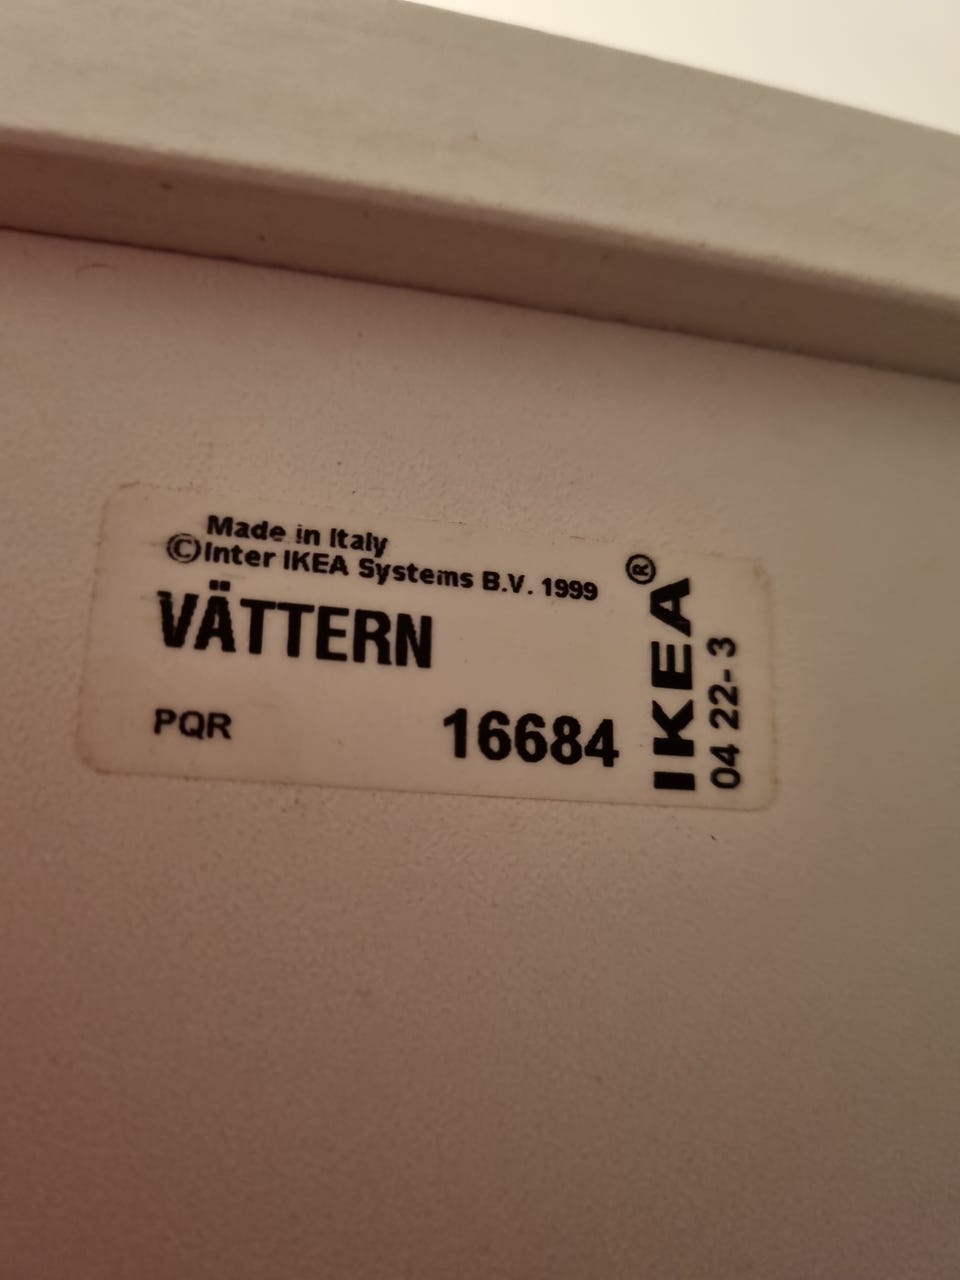 Made in Italy
©Inter IKEA Systems B.V. 1999
VÄTTERN
PQR
16684
IKEA®
04 22-3